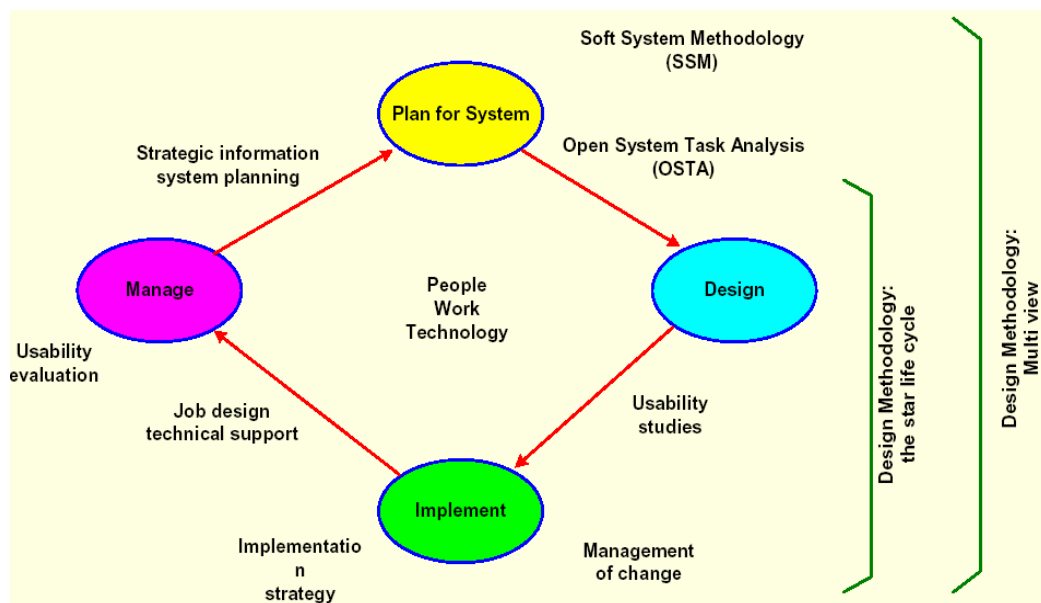 Soft System Methodology
(SSM)
Plan for System
Open System Task Analysis
(OSTA)
Strategic information
system planning
Manage
People
Work
Technology
Design
Usability
evaluation
Job design
technical support
Usability
studies
Implement
Implementatio
n
strategy
Management
of change
Design Methodology:
the star life cycle
Design Methodology:
Multi view